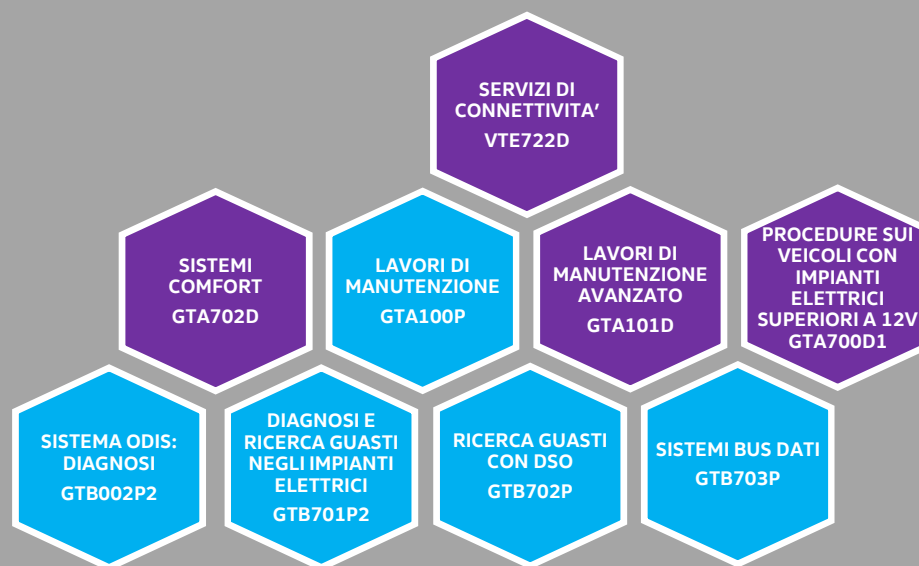 SERVIZI DI
CONNETTIVITA’
VTE722D
SISTEMI
COMFORT
GTA702D
LAVORI DI
MANUTENZIONE
GTA100P
LAVORI DI
MANUTENZIONE
AVANZATO
GTA101D
PROCEDURE SUI
VEICOLI CON
IMPIANTI
ELETTRICI
SUPERIORI A 12V
GTA700D1
SISTEMA ODIS:
DIAGNOSI
GTB002P2
DIAGNOSI E
RICERCA GUASTI
NEGLI IMPIANTI
ELETTRICI
GTB701P2
RICERCA GUASTI
CON DSO
GTB702P
SISTEMI BUS DATI
GTB703P